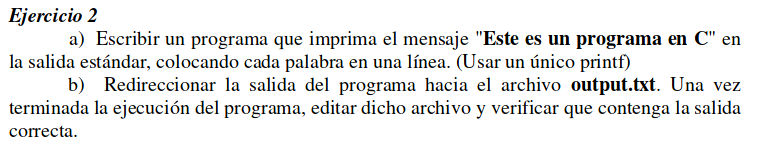 Ejercicio 2
a) Escribir un programa que imprima el mensaje "Este es un programa en C" en
la salida estándar, colocando cada palabra en una línea. (Usar un único printf)
b) Redireccionar la salida del programa hacia el archivo output.txt. Una vez
terminada la ejecución del programa, editar dicho archivo y verificar que contenga la salida
correcta.